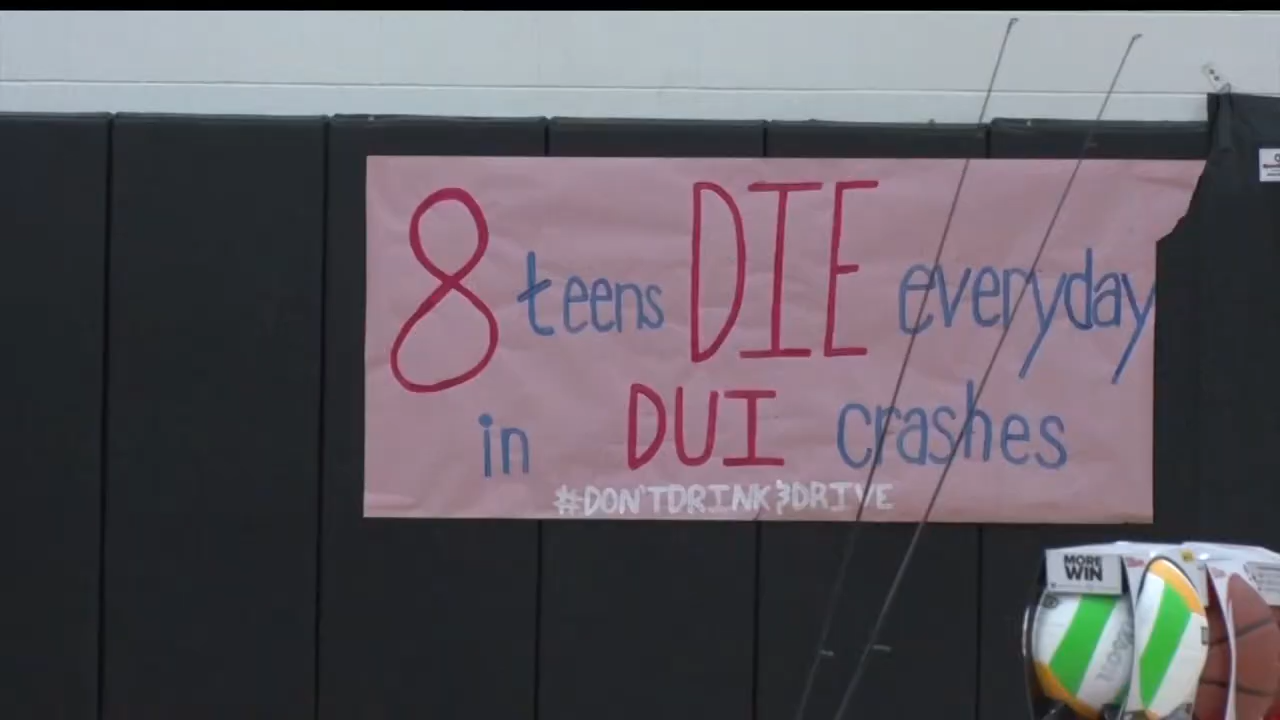 8 teens DIE everyday
in DUI crashes
#DON'TDRINK&DRIVE
MORE
WIN